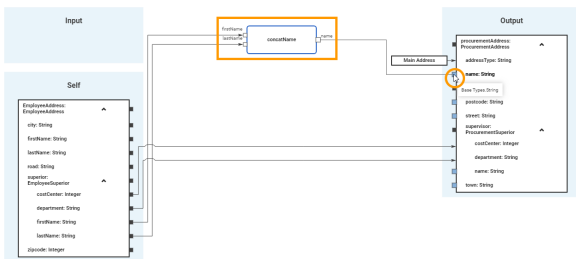 Input
Output
Self
firstName
lastName
concatName
name
Main Address
procurementAddress:
ProcurementAddress
addressType: String
name: String
Base Types.String
postcode: String
street: String
supervisor:
ProcurementSuperior
costCenter: Integer
department: String
name: String
town: String
EmployeeAddress:
EmployeeAddress
city: String
firstName: String
lastName: String
road: String
superior:
EmployeeSuperior
costCenter: Integer
department: String
firstName: String
lastName: String
zipcode: Integer